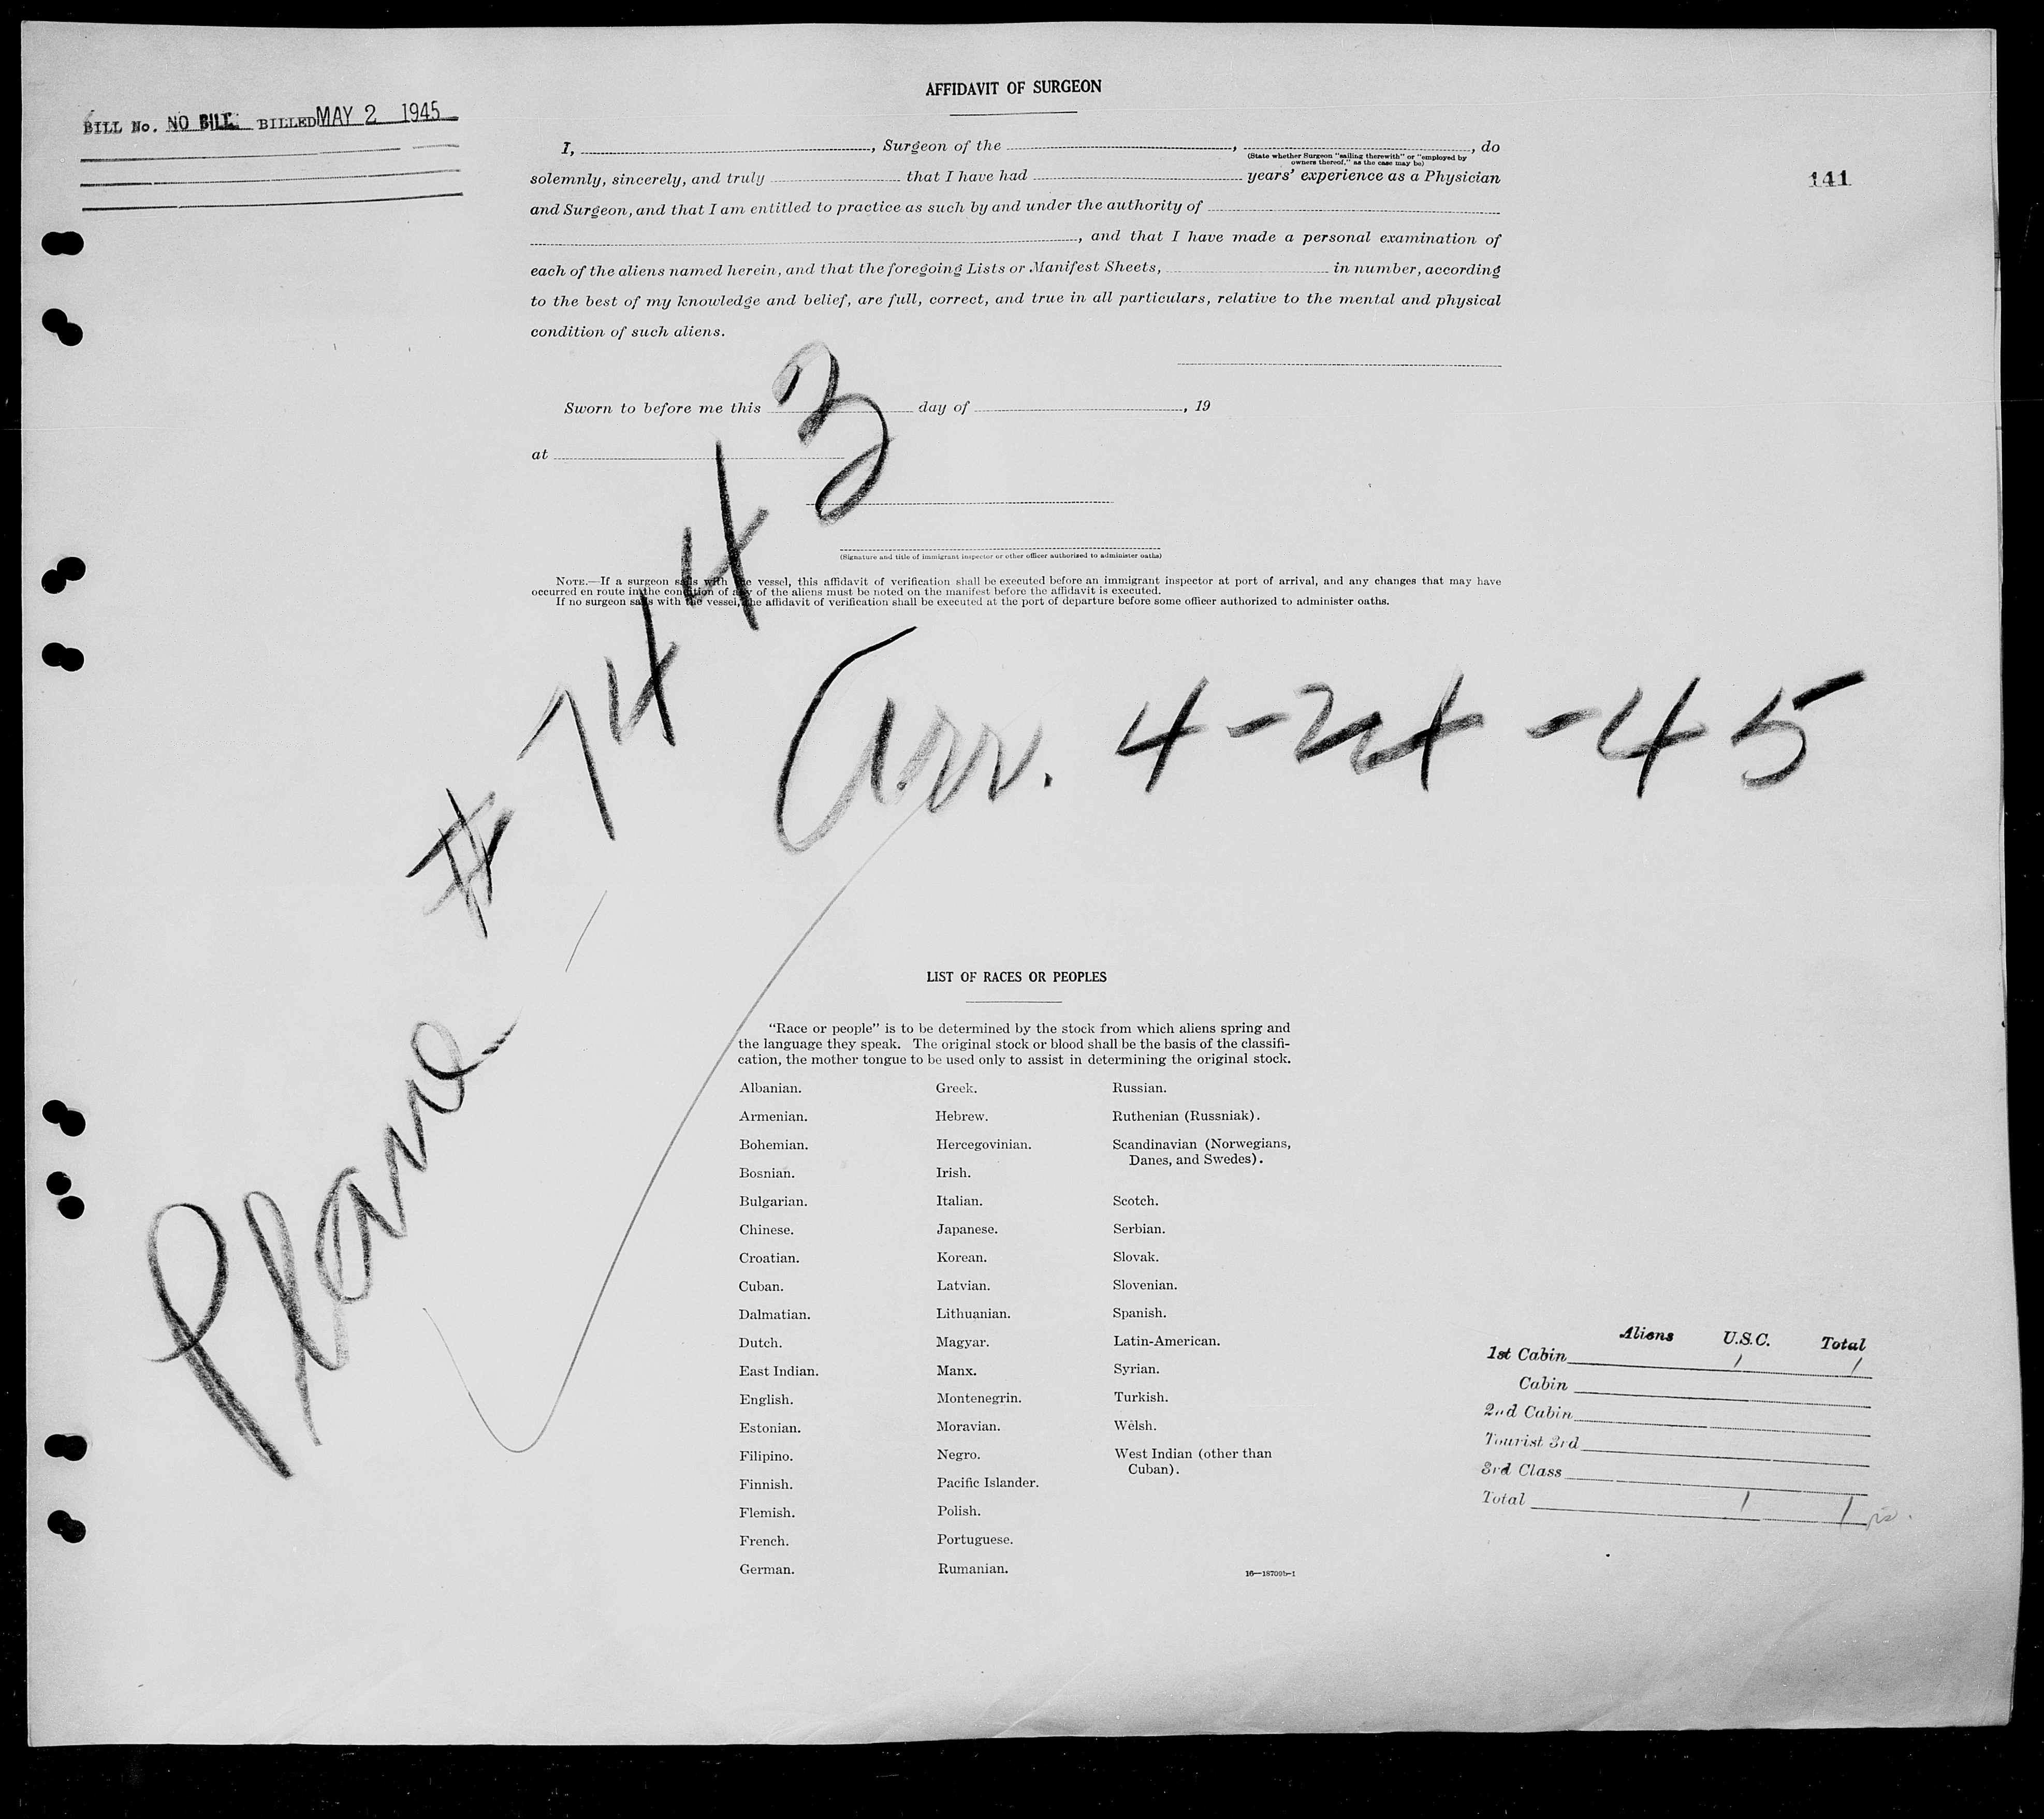 AFFIDAVIT OF SURGEON
BILL No. NO BILL BILLED MAY 2 1945
141
I, , Surgeon of the , , do
(State whether Surgeon "sailing therewith" or "employed by
owners thereof," as the case may be)
solemnly, sincerely, and truly that I have had years' experience as a Physician
and Surgeon, and that I am entitled to practice as such by and under the authority of
, and that I have made a personal examination of
each of the aliens named herein, and that the foregoing Lists or Manifest Sheets, in number, according
to the best of my knowledge and belief, are full, correct, and true in all particulars, relative to the mental and physical
condition of such aliens.
Sworn to before me this day of , 19
at
(Signature and title of immigrant inspector or other officer authorized to administer oaths)
NOTE.—If a surgeon sails with the vessel, this affidavit of verification shall be executed before an immigrant inspector at port of arrival, and any changes that may have
occurred en route in the condition of any of the aliens must be noted on the manifest before the affidavit is executed.
If no surgeon sails with the vessel, the affidavit of verification shall be executed at the port of departure before some officer authorized to administer oaths.
Plane # 74443
Arr. 4-24-45
LIST OF RACES OR PEOPLES
"Race or people" is to be determined by the stock from which aliens spring and
the language they speak. The original stock or blood shall be the basis of the classifi-
cation, the mother tongue to be used only to assist in determining the original stock.
Albanian.
Armenian.
Bohemian.
Bosnian.
Bulgarian.
Chinese.
Croatian.
Cuban.
Dalmatian.
Dutch.
East Indian.
English.
Estonian.
Filipino.
Finnish.
Flemish.
French.
German.
Greek.
Hebrew.
Hercegovinian.
Irish.
Italian.
Japanese.
Korean.
Latvian.
Lithuanian.
Magyar.
Manx.
Montenegrin.
Moravian.
Negro.
Pacific Islander.
Polish.
Portuguese.
Rumanian.
Russian.
Ruthenian (Russniak).
Scandinavian (Norwegians,
Danes, and Swedes).
Scotch.
Serbian.
Slovak.
Slovenian.
Spanish.
Latin-American.
Syrian.
Turkish.
Welsh.
West Indian (other than
Cuban).
16—18709b-1
Aliens U.S.C. Total
1st Cabin 1 1
Cabin
2nd Cabin
Tourist 3rd
3rd Class
Total 1 1